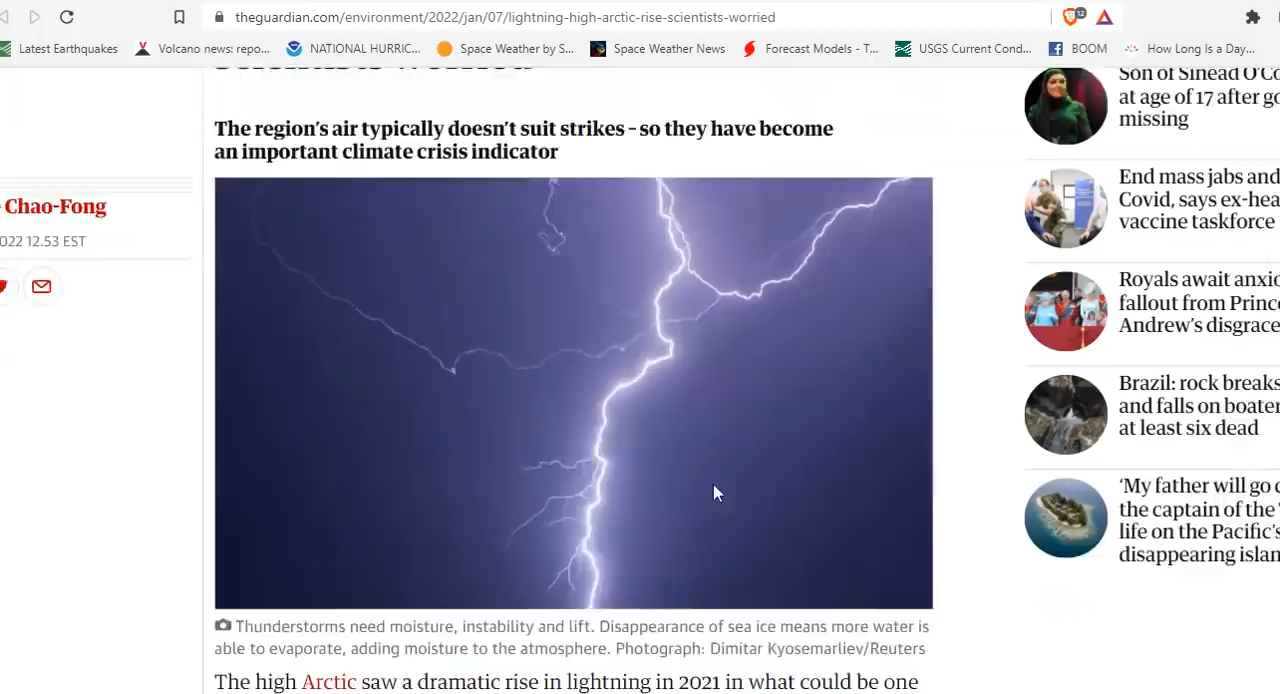 theguardian.com/environment/2022/jan/07/lightning-high-arctic-rise-scientists-worried
12
Latest Earthquakes
Volcano news: repo...
NATIONAL HURRIC...
Space Weather by S...
Space Weather News
Forecast Models - T...
USGS Current Cond...
BOOM
How Long Is a Day...
The region's air typically doesn't suit strikes – so they have become
an important climate crisis indicator
Chao-Fong
022 12.53 EST
Thunderstorms need moisture, instability and lift. Disappearance of sea ice means more water is
able to evaporate, adding moisture to the atmosphere. Photograph: Dimitar Kyosemarliev/Reuters
The high Arctic saw a dramatic rise in lightning in 2021 in what could be one
Son of Sinead O'Co
at age of 17 after go
missing
End mass jabs and
Covid, says ex-hea
vaccine taskforce
Royals await anxio
fallout from Princ
Andrew's disgrace
Brazil: rock breaks
and falls on boater
at least six dead
'My father will go d
the captain of the
life on the Pacific's
disappearing islan